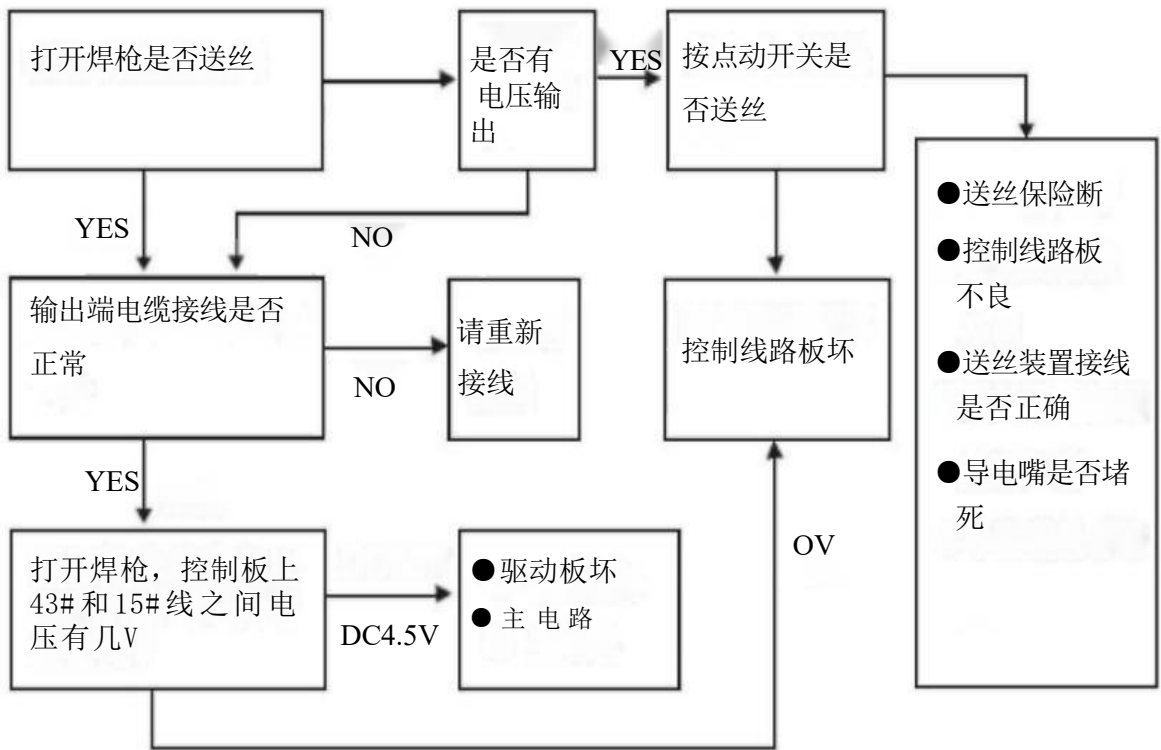 打开焊枪是否送丝
是否有
电压输
出
YES
按点动开关是
否送丝
YES
NO
●送丝保险断
●控制线路板
不良
●送丝装置接线
是否正确
●导电嘴是否堵
死
输出端电缆接线是否
正常
NO
请重新
接线
控制线路板坏
YES
打开焊枪，控制板上
43#和15#线之间电
压有几V
DC4.5V
●驱动板坏
●主电路
OV